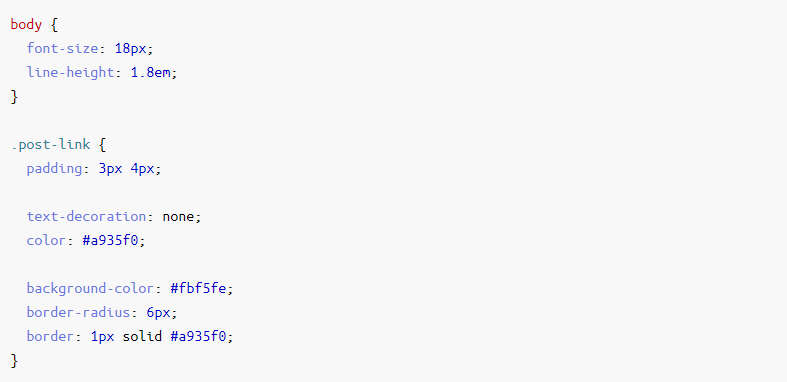 body {
  font-size: 18px;
  line-height: 1.8em;
}

.post-link {
  padding: 3px 4px;

  text-decoration: none;
  color: #a935f0;

  background-color: #fbf5fe;
  border-radius: 6px;
  border: 1px solid #a935f0;
}